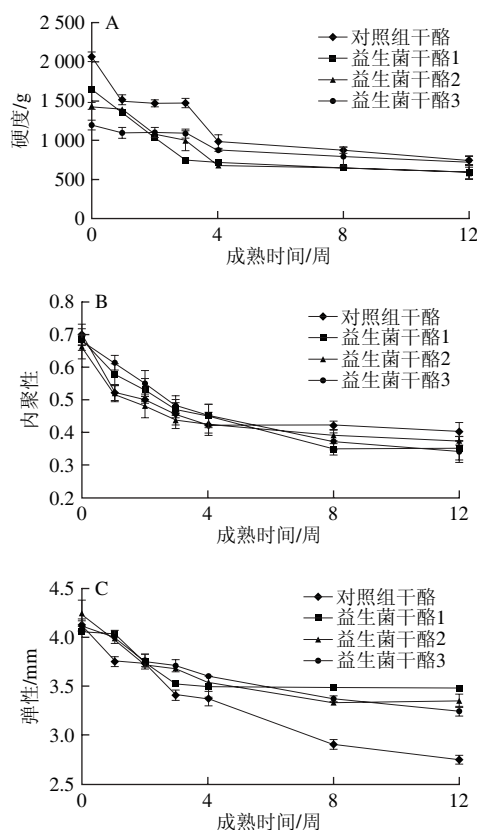 A
2 500
2 000
1 500
1 000
500
0
硬度/g
对照组干酪
益生菌干酪1
益生菌干酪2
益生菌干酪3
0 4 8 12
成熟时间/周
B
0.8
0.7
0.6
0.5
0.4
0.3
0.2
内聚性
对照组干酪
益生菌干酪1
益生菌干酪2
益生菌干酪3
0 4 8 12
成熟时间/周
C
4.5
4.0
3.5
3.0
2.5
弹性/mm
对照组干酪
益生菌干酪1
益生菌干酪2
益生菌干酪3
0 4 8 12
成熟时间/周